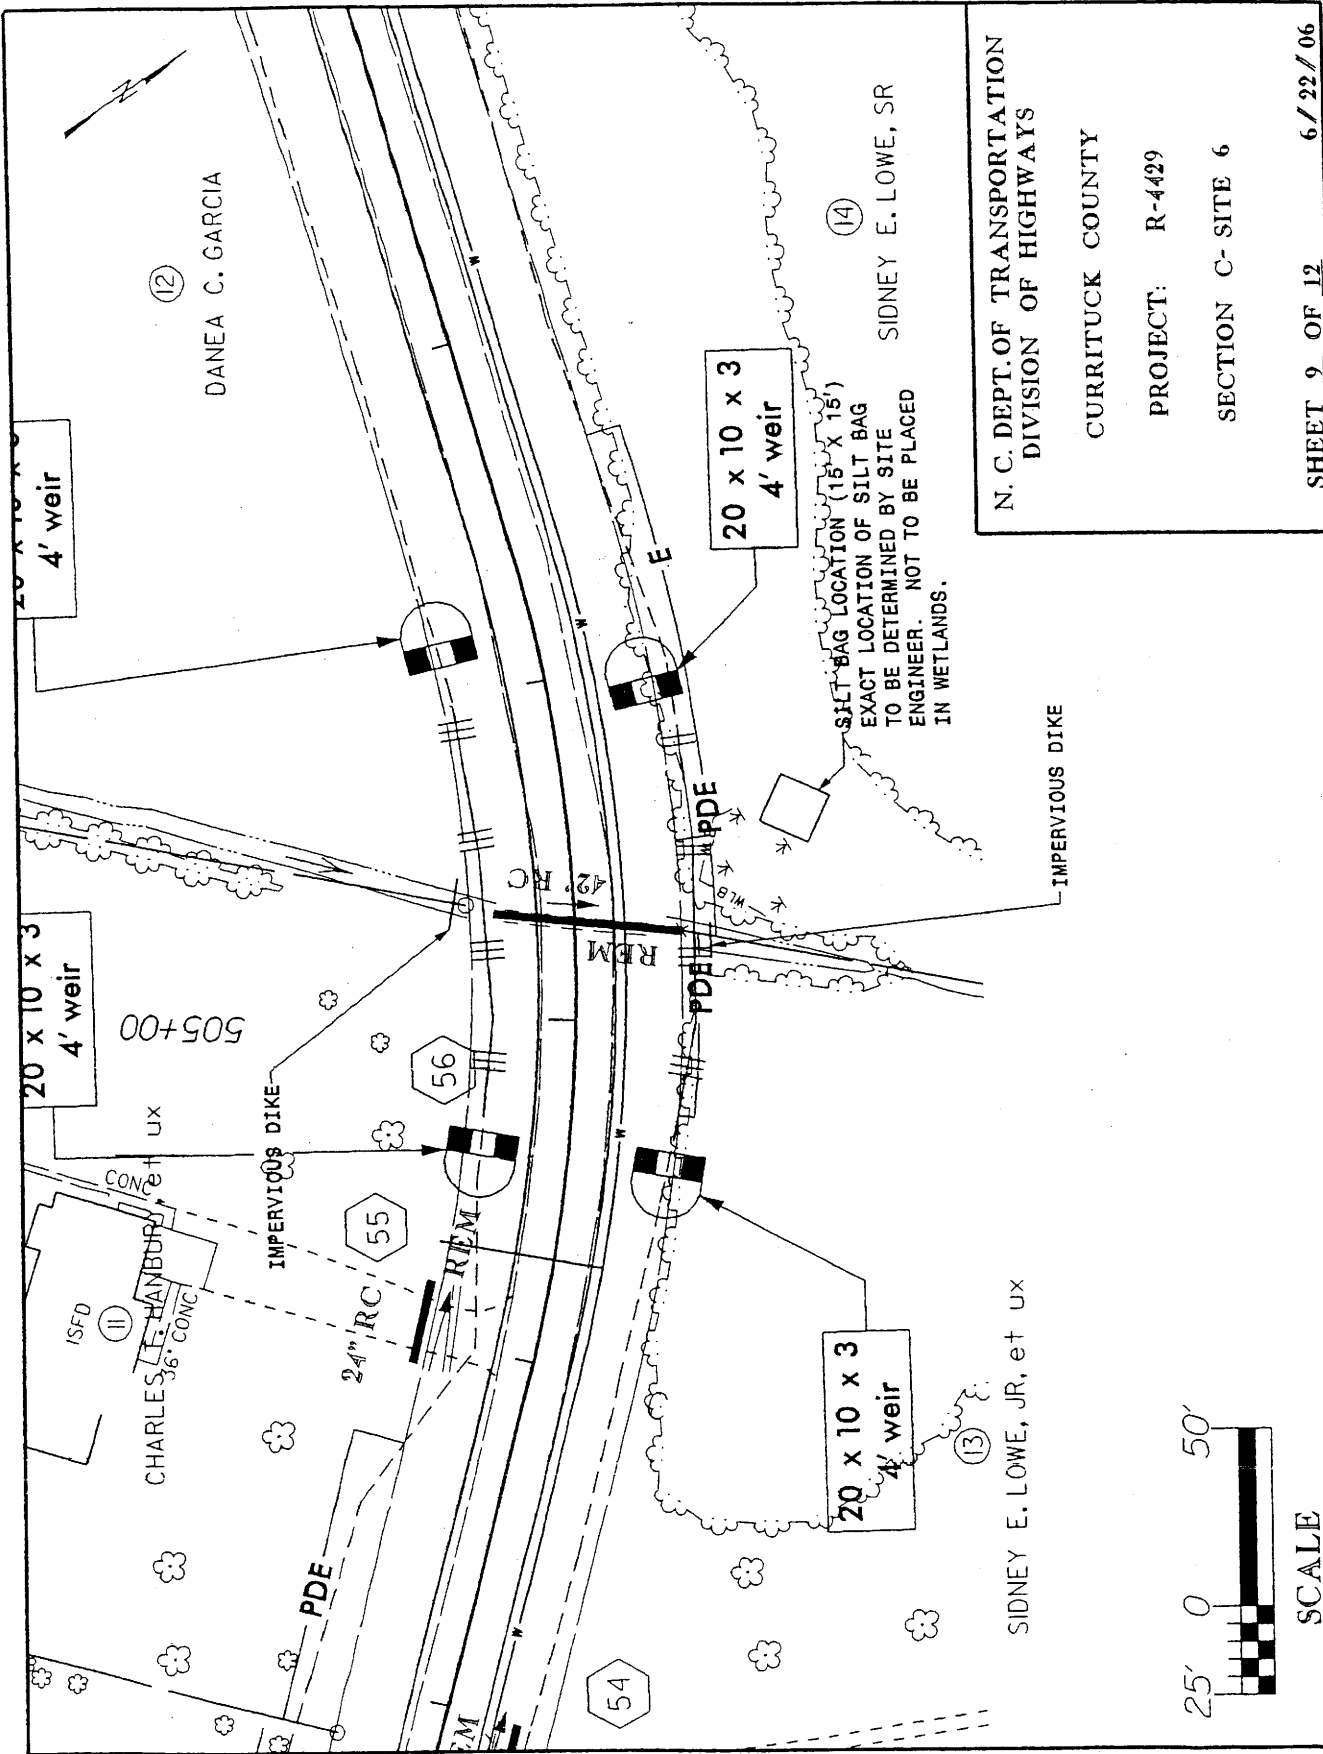 N
12
DANEA C. GARCIA
4' weir
20 x 10 x 3
4' weir
505+00
IMPERVIOUS DIKE
56
55
CONC
ISFD
11
CHARLES T. HANBURY, et ux
36" CONC
24" RC
REM
PDE
54
42" RC
REM
W
W
W
W
W
E
PDE
PDE
WLB
20 x 10 x 3
4' weir
14
SIDNEY E. LOWE, SR
SILT BAG LOCATION (15' X 15')
EXACT LOCATION OF SILT BAG
TO BE DETERMINED BY SITE
ENGINEER. NOT TO BE PLACED
IN WETLANDS.
IMPERVIOUS DIKE
20 x 10 x 3
4' weir
13
SIDNEY E. LOWE, JR, et ux
N. C. DEPT. OF TRANSPORTATION
DIVISION OF HIGHWAYS
CURRITUCK COUNTY
PROJECT: R-4429
SECTION C- SITE 6
SHEET 9 OF 12 6/22/06
25' 0 50'
SCALE